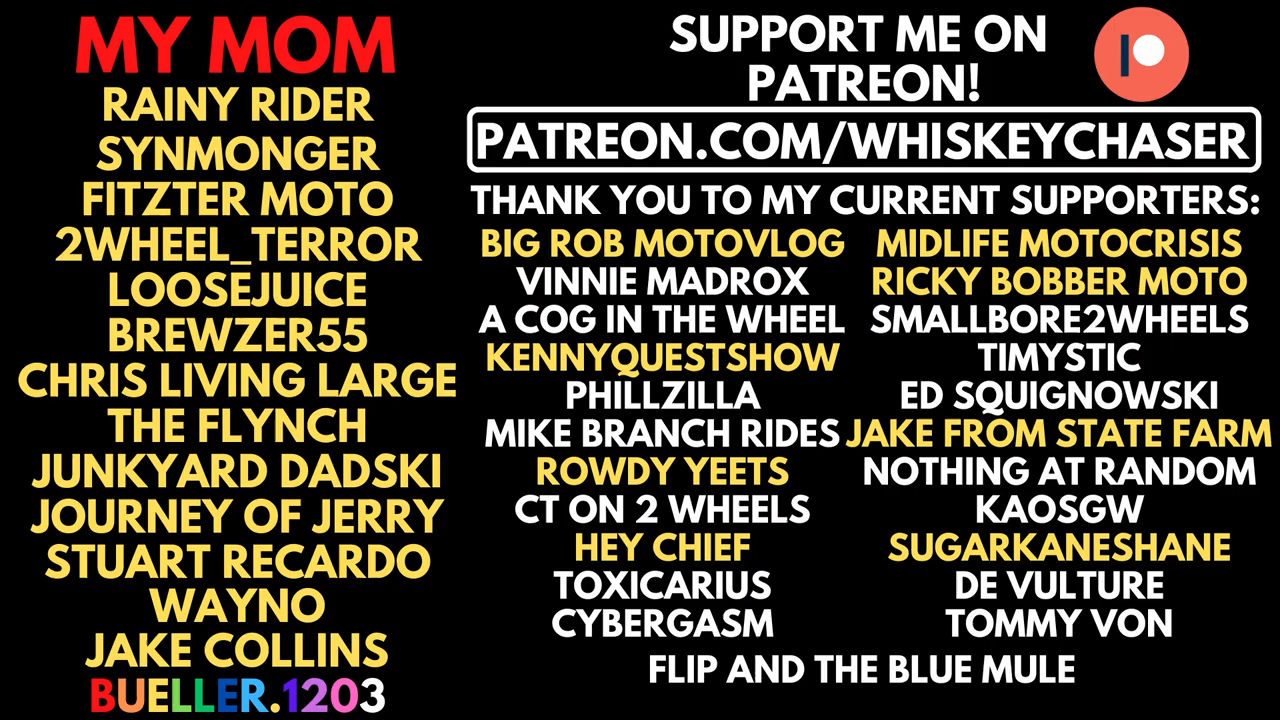 MY MOM
RAINY RIDER
SYNMONGER
FITZTER MOTO
2WHEEL_TERROR
LOOSEJUICE
BREWZER55
CHRIS LIVING LARGE
THE FLYNCH
JUNKYARD DADSKI
JOURNEY OF JERRY
STUART RECARDO
WAYNO
JAKE COLLINS
BUELLER.1203
SUPPORT ME ON
PATREON!
PATREON.COM/WHISKEYCHASER
THANK YOU TO MY CURRENT SUPPORTERS:
BIG ROB MOTOVLOG
VINNIE MADROX
A COG IN THE WHEEL
KENNYQUESTSHOW
PHILLZILLA
MIKE BRANCH RIDES
ROWDY YEETS
CT ON 2 WHEELS
HEY CHIEF
TOXICARIUS
CYBERGASM
MIDLIFE MOTOCRISIS
RICKY BOBBER MOTO
SMALLBORE2WHEELS
TIMYSTIC
ED SQUIGNOWSKI
JAKE FROM STATE FARM
NOTHING AT RANDOM
KAOSGW
SUGARKANESHANE
DE VULTURE
TOMMY VON
FLIP AND THE BLUE MULE